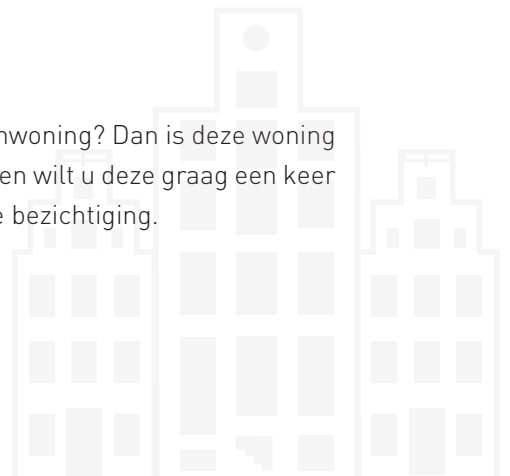 nwoning? Dan is deze woning
en wilt u deze graag een keer
e bezichtiging.